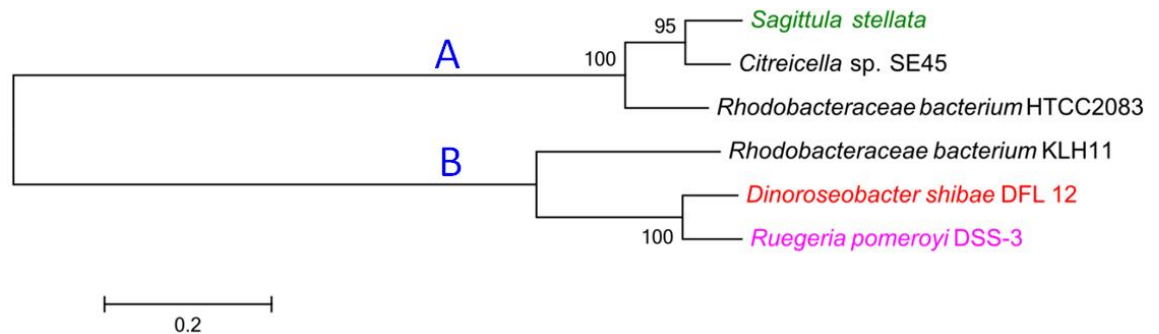 Sagittula stellata
95
A
Citreicella sp. SE45
100
Rhodobacteraceae bacterium HTCC2083
Rhodobacteraceae bacterium KLH11
B
Dinoroseobacter shibae DFL 12
100
Ruegeria pomeroyi DSS-3
0.2